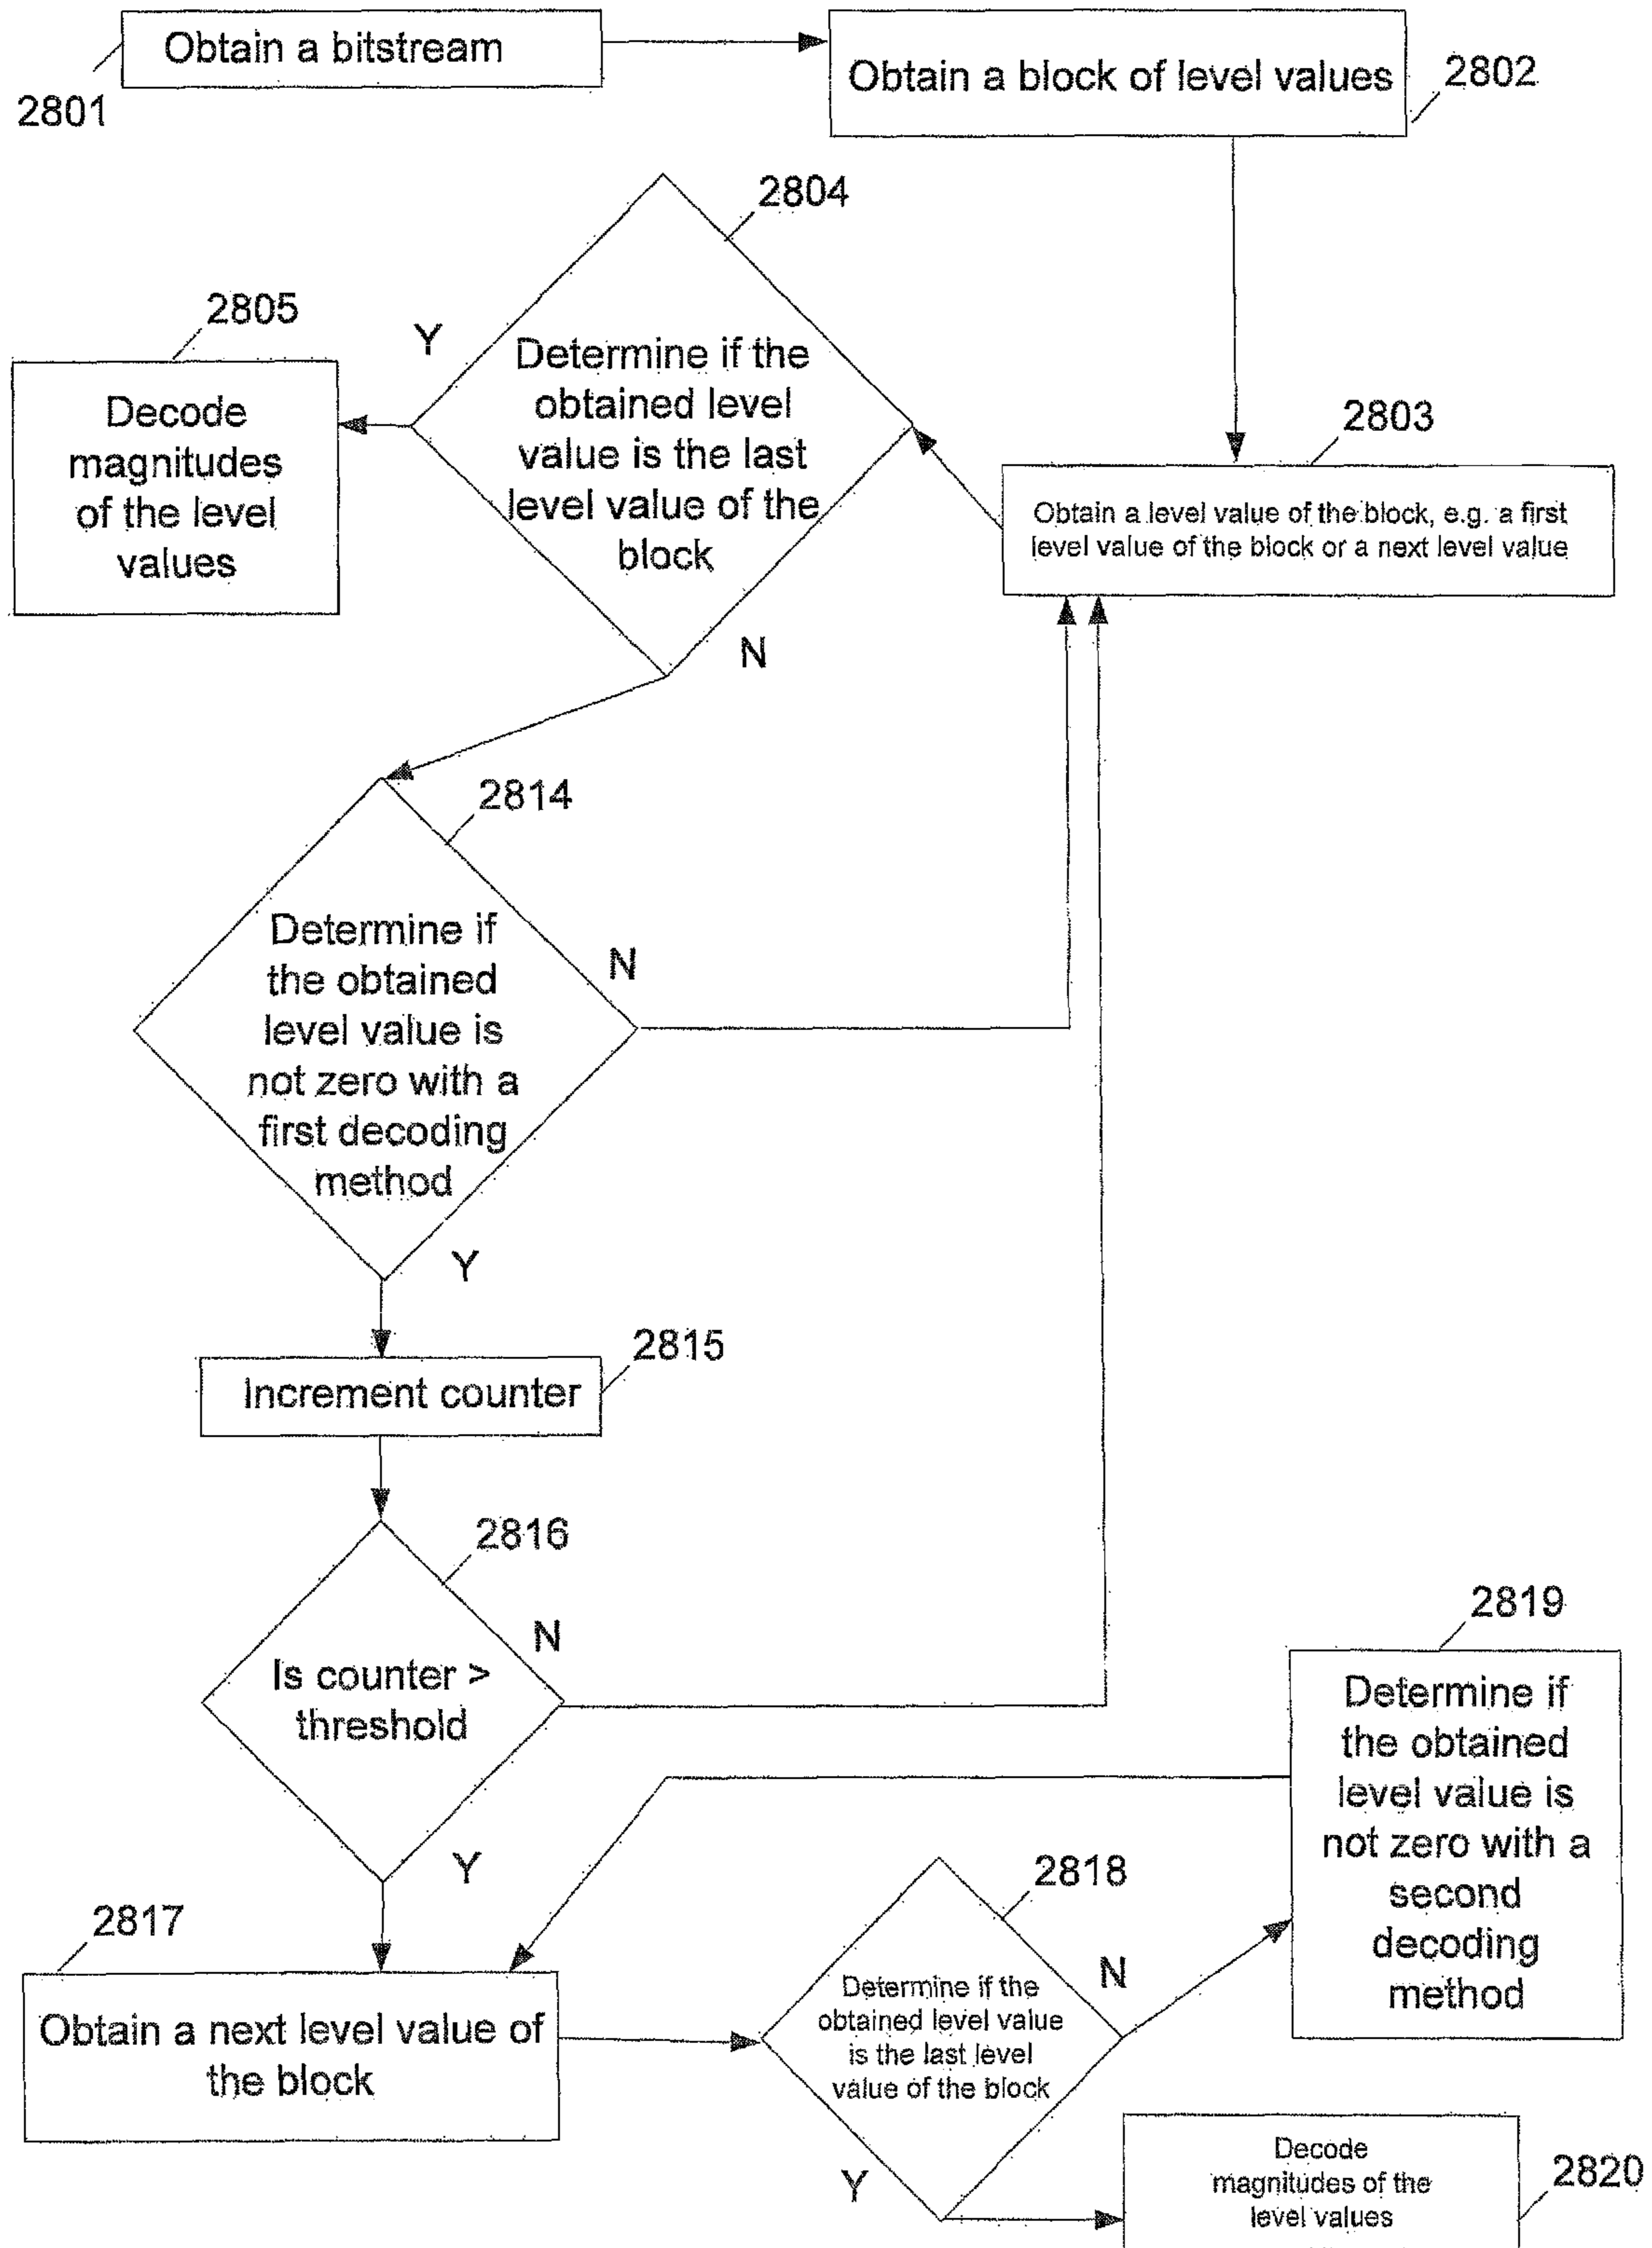 Obtain a bitstream
2801
Obtain a block of level values
2802
2804
Determine if the
obtained level
value is the last
level value of the
block
Y
N
2805
Decode
magnitudes
of the level
values
2803
Obtain a level value of the block, e.g. a first
level value of the block or a next level value
2814
Determine if
the obtained
level value is
not zero with a
first decoding
method
N
Y
2815
Increment counter
2816
Is counter >
threshold
N
Y
2819
Determine if
the obtained
level value is
not zero with a
second
decoding
method
2817
Obtain a next level value of
the block
2818
Determine if the
obtained level value
is the last level
value of the block
N
Y
Decode
magnitudes of the
level values
2820